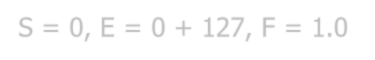 S = 0, E = 0 + 127, F = 1.0